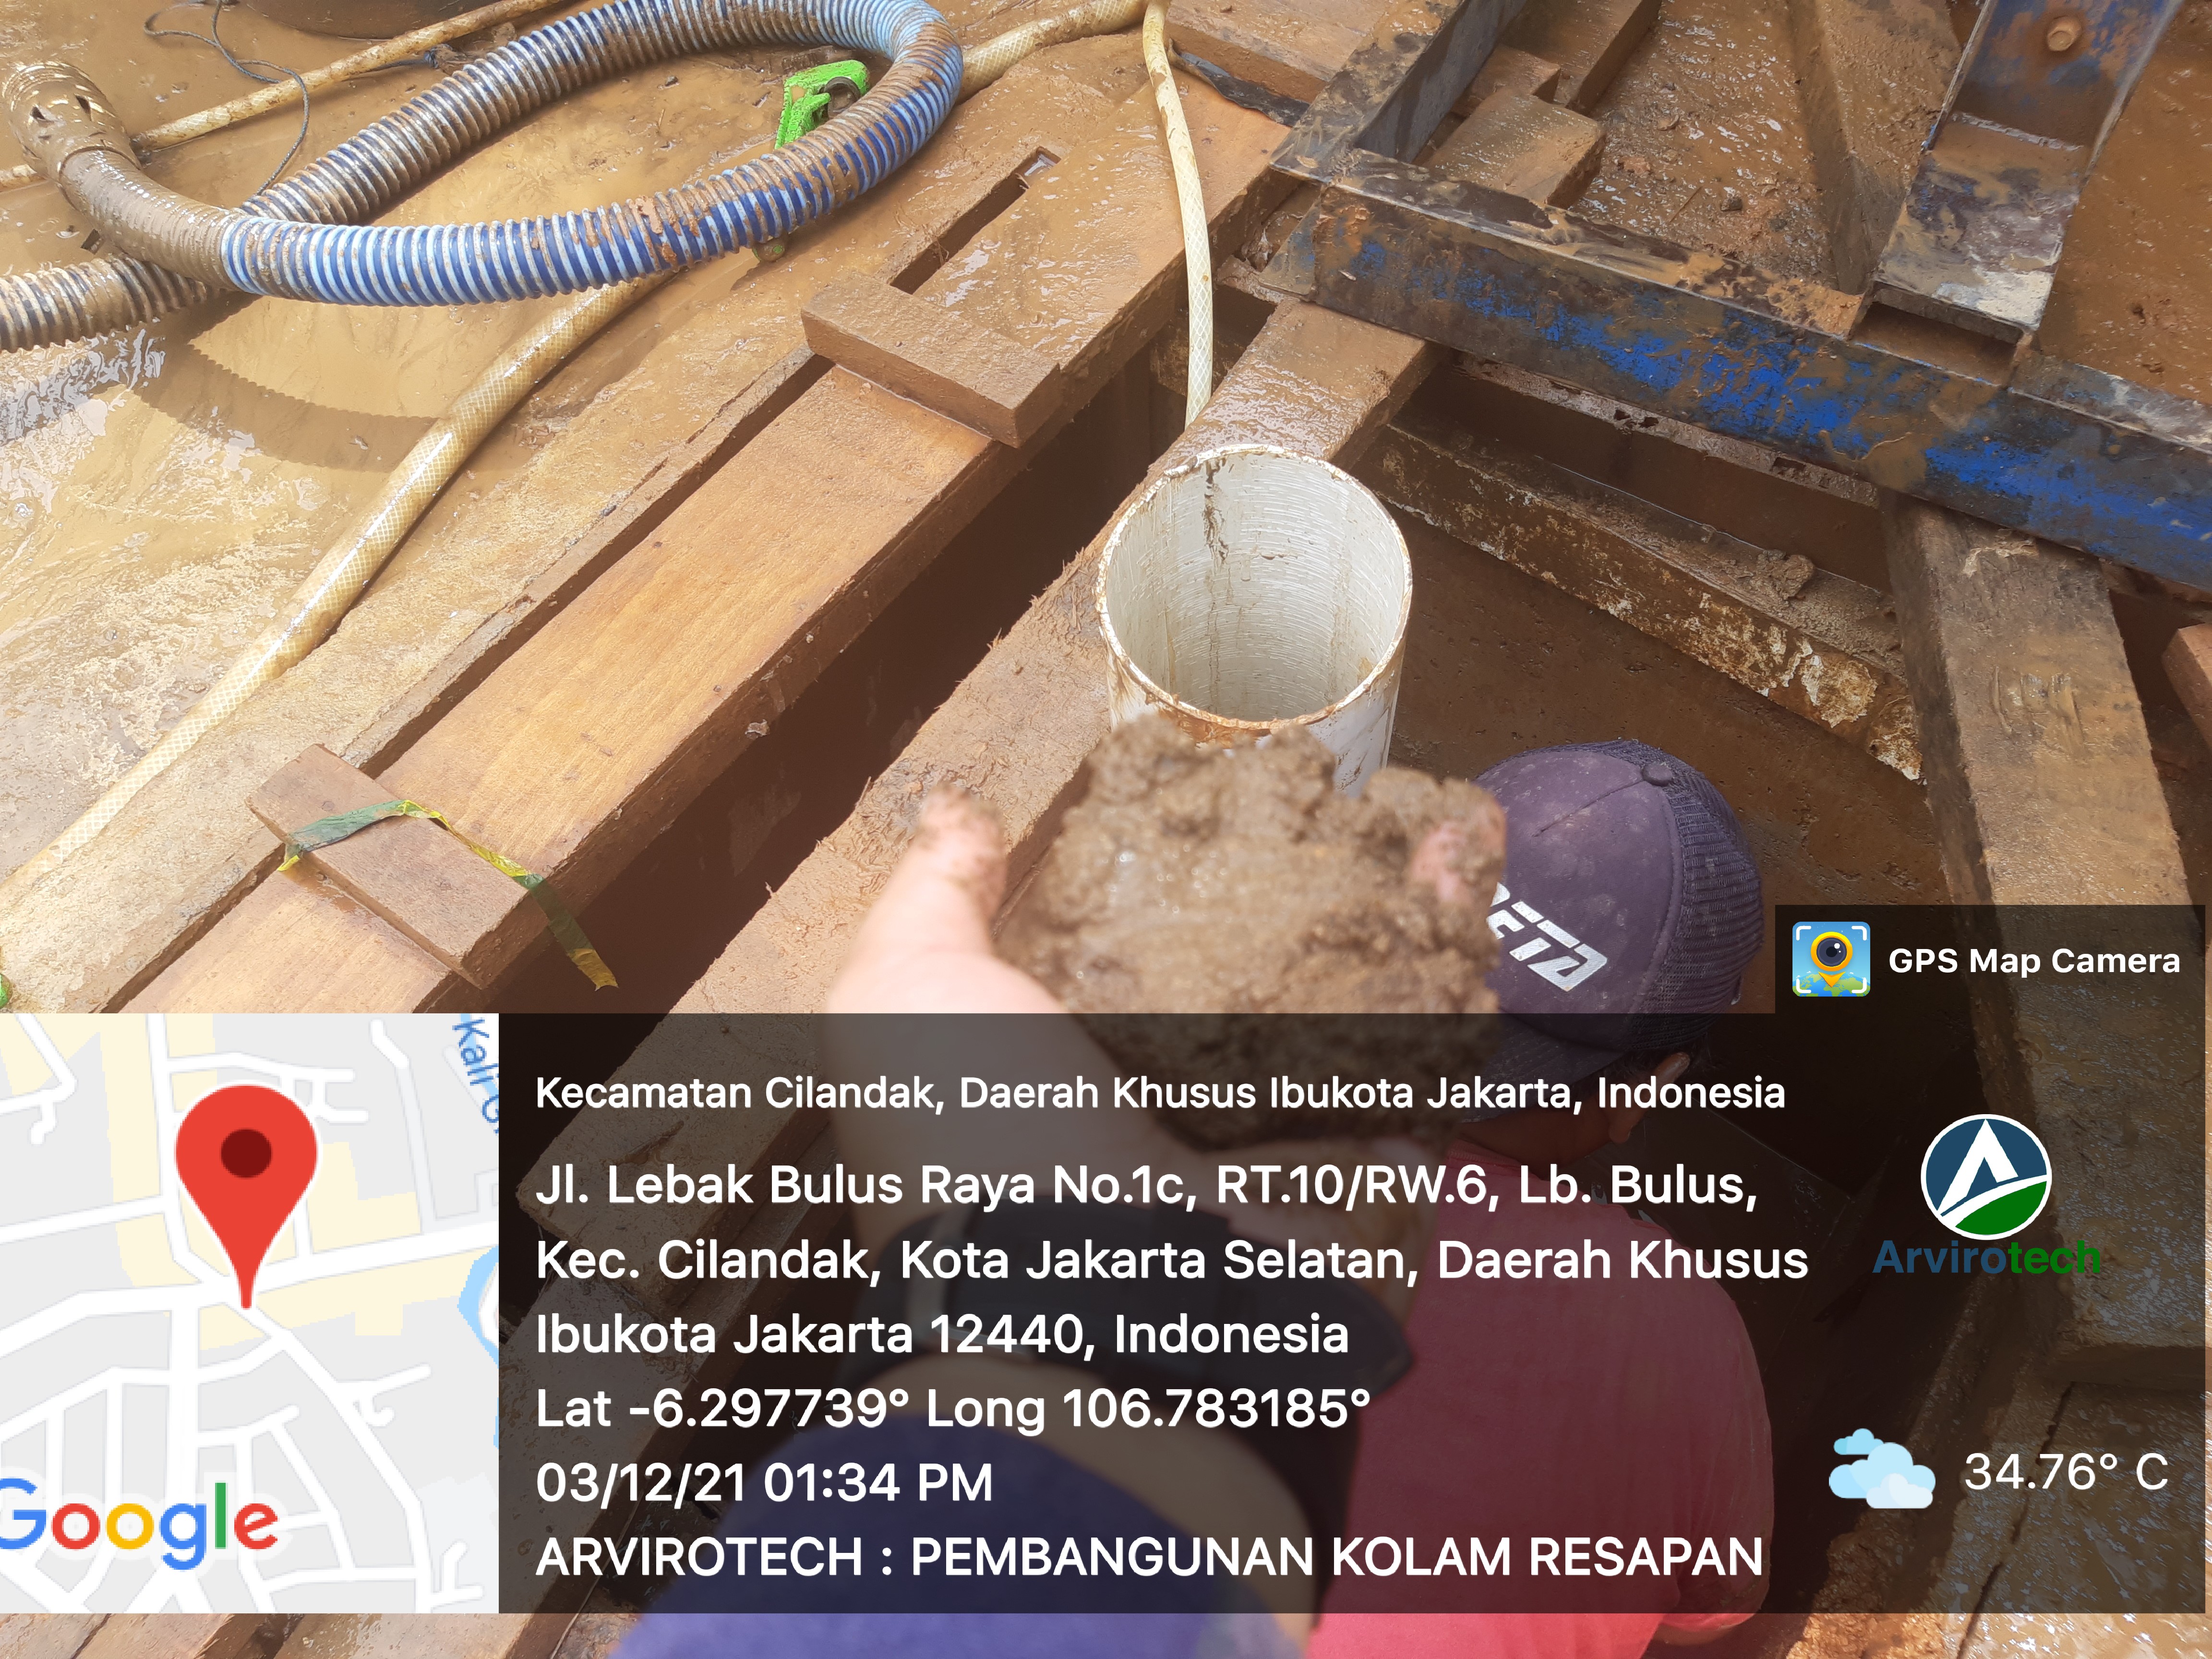 ETA
GPS Map Camera
Kali
Kecamatan Cilandak, Daerah Khusus Ibukota Jakarta, Indonesia
Jl. Lebak Bulus Raya No.1c, RT.10/RW.6, Lb. Bulus,
Kec. Cilandak, Kota Jakarta Selatan, Daerah Khusus
Ibukota Jakarta 12440, Indonesia
Lat -6.297739° Long 106.783185°
03/12/21 01:34 PM
ARVIROTECH : PEMBANGUNAN KOLAM RESAPAN
Arvirotech
34.76° C
Google